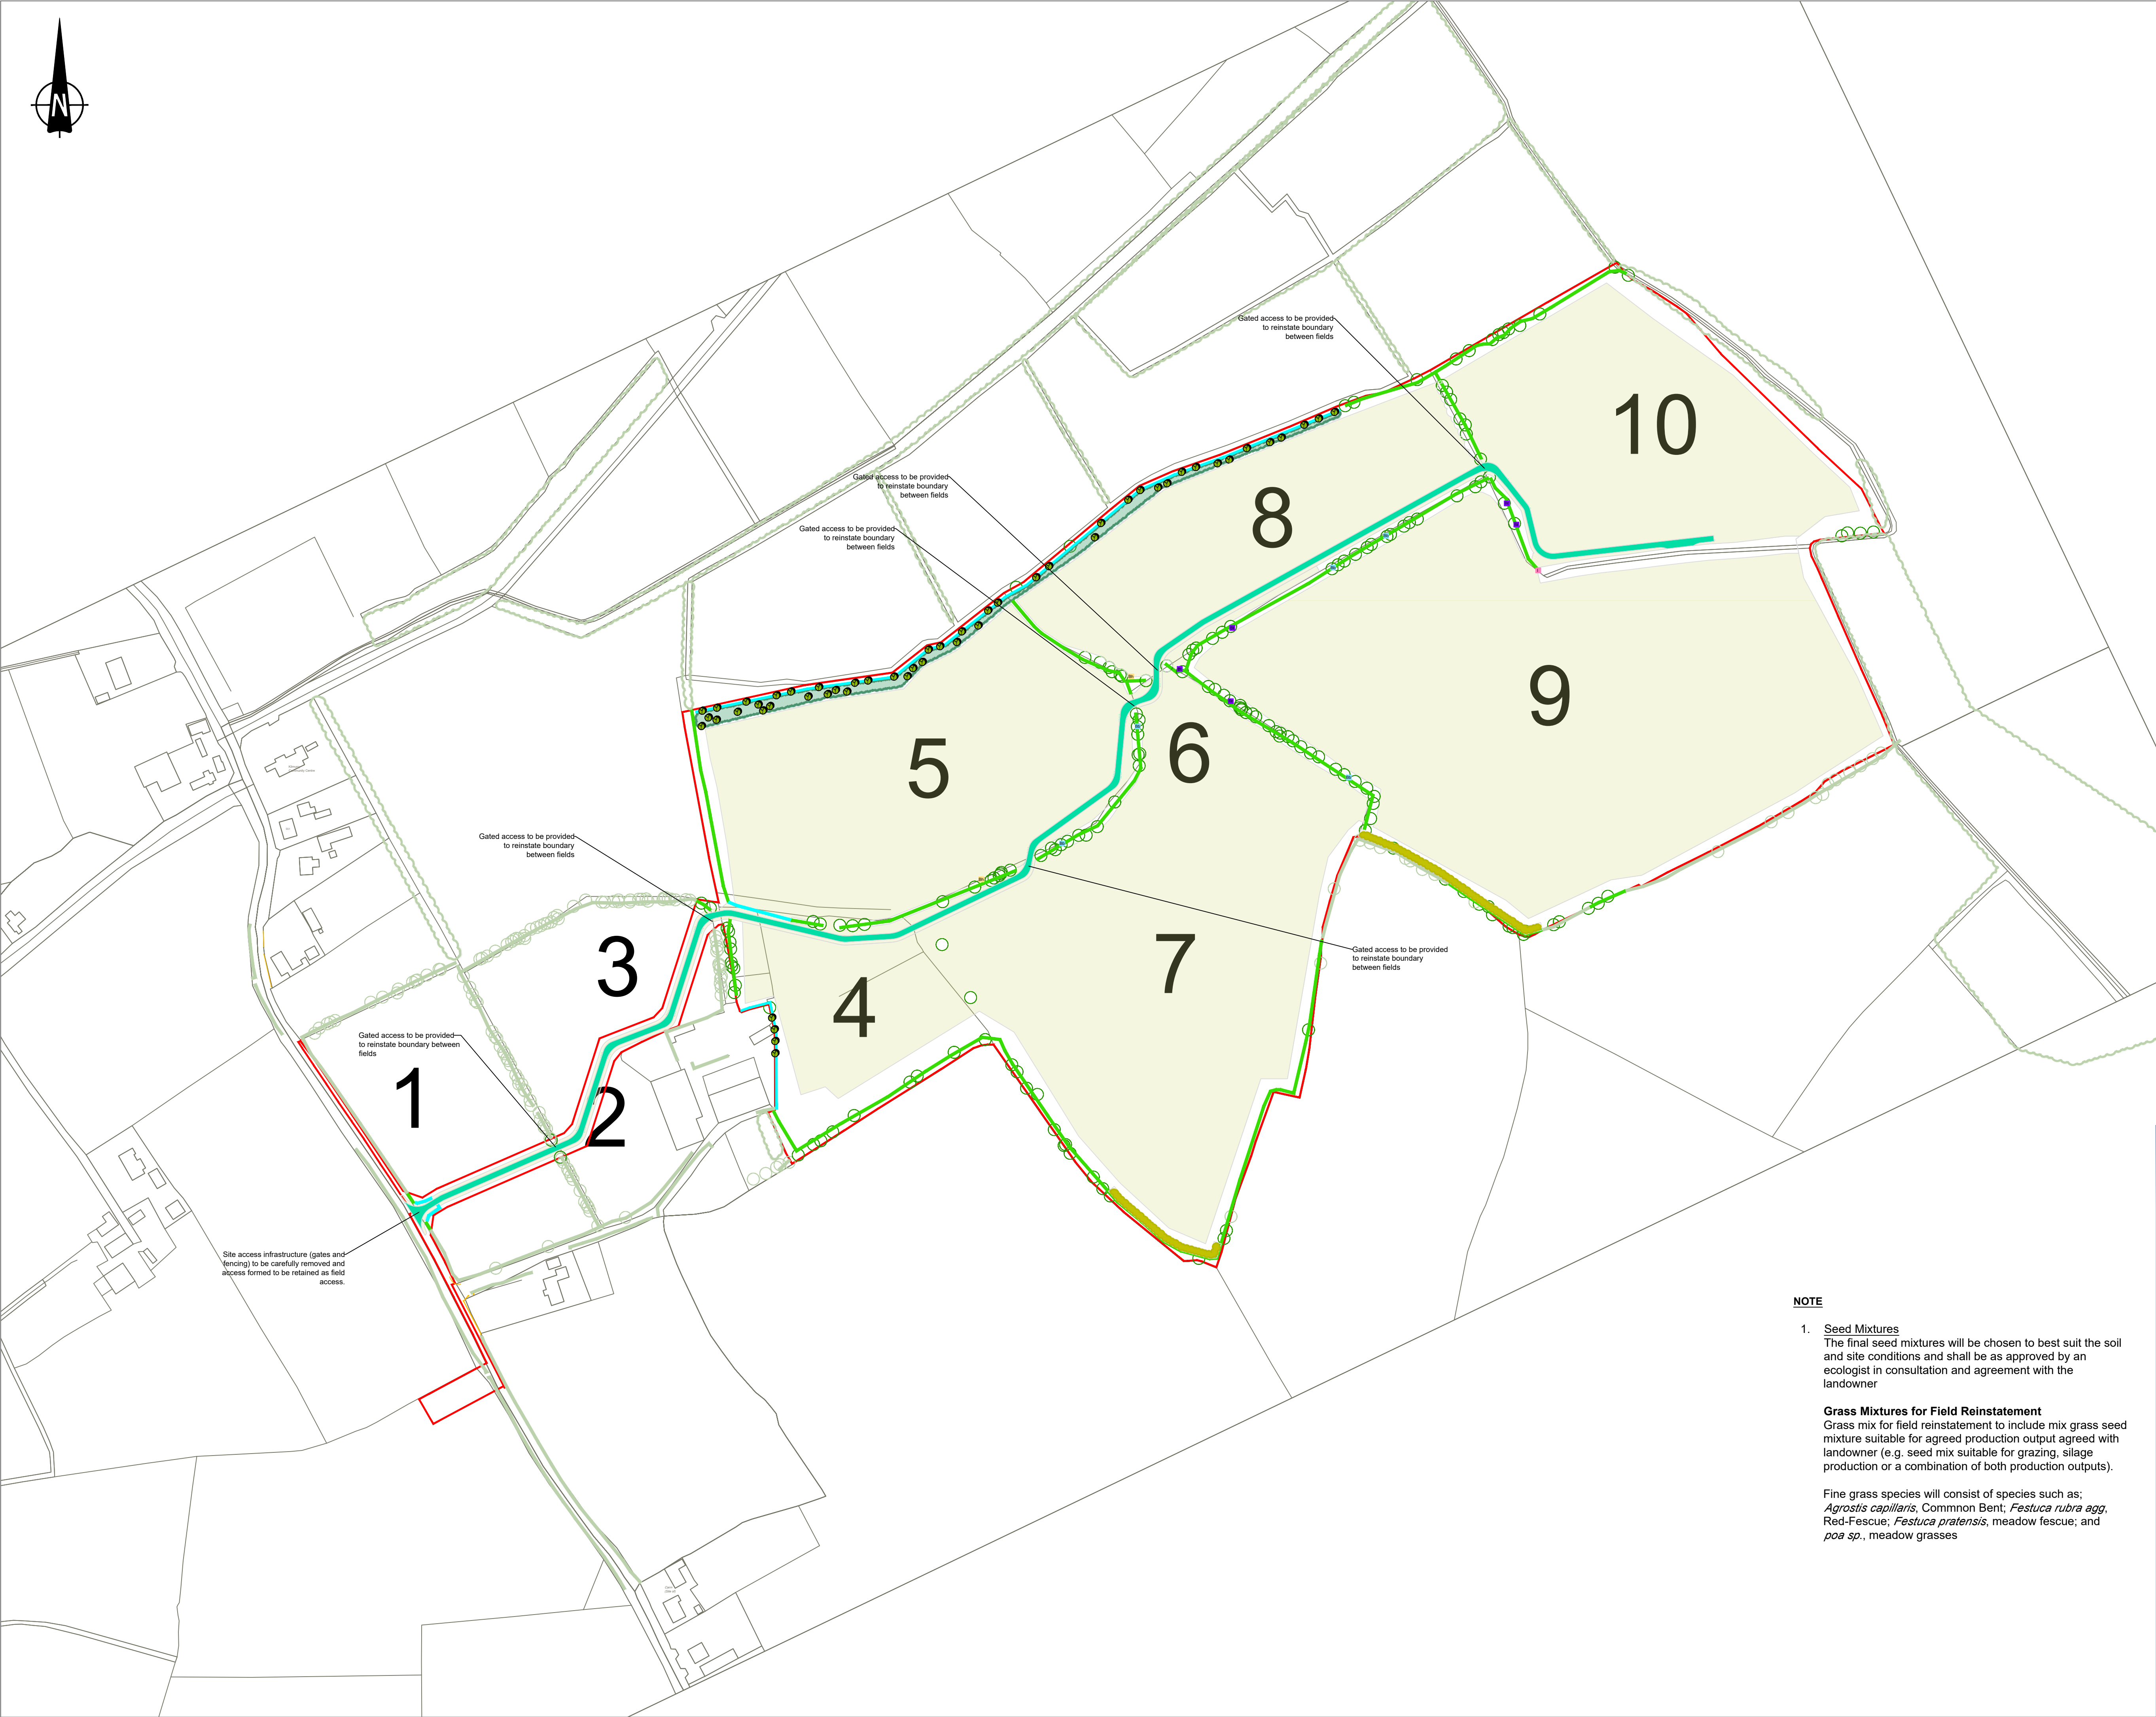 N
Gated access to be provided
to reinstate boundary
between fields
10
Gated access to be provided
to reinstate boundary
between fields
8
Gated access to be provided
to reinstate boundary
between fields
9
6
5
Gated access to be provided
to reinstate boundary
between fields
3
7
Gated access to be provided
to reinstate boundary
between fields
4
Gated access to be provided
to reinstate boundary between
fields
1
2
Site access infrastructure (gates and
fencing) to be carefully removed and
access formed to be retained as field
access.
NOTE
1. Seed Mixtures
The final seed mixtures will be chosen to best suit the soil
and site conditions and shall be as approved by an
ecologist in consultation and agreement with the
landowner
Grass Mixtures for Field Reinstatement
Grass mix for field reinstatement to include mix grass seed
mixture suitable for agreed production output agreed with
landowner (e.g. seed mix suitable for grazing, silage
production or a combination of both production outputs).
Fine grass species will consist of species such as;
Agrostis capillaris, Commnon Bent; Festuca rubra agg,
Red-Fescue; Festuca pratensis, meadow fescue; and
poa sp., meadow grasses